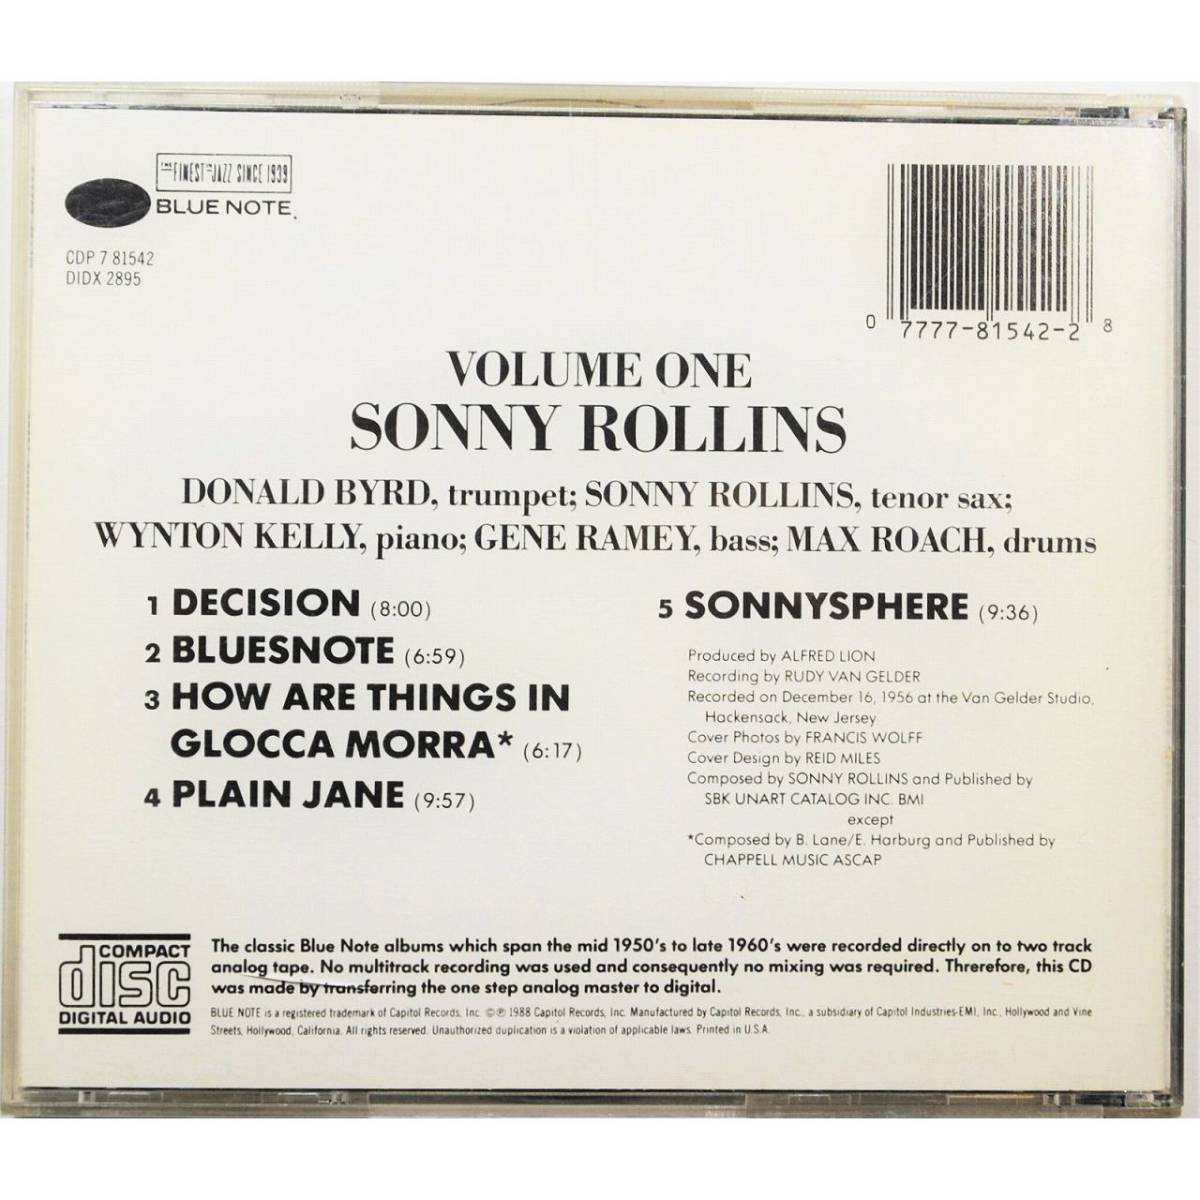 THE FINEST IN JAZZ SINCE 1939
BLUE NOTE.
CDP 7 81542
DIDX 2895
0 7777-81542-2 8
VOLUME ONE
SONNY ROLLINS
DONALD BYRD, trumpet; SONNY ROLLINS, tenor sax;
WYNTON KELLY, piano; GENE RAMEY, bass; MAX ROACH, drums
1 DECISION (8:00)
2 BLUESNOTE (6:59)
3 HOW ARE THINGS IN
GLOCCA MORRA* (6:17)
4 PLAIN JANE (9:57)
5 SONNYSPHERE (9:36)
Produced by ALFRED LION
Recording by RUDY VAN GELDER
Recorded on December 16, 1956 at the Van Gelder Studio,
Hackensack, New Jersey
Cover Photos by FRANCIS WOLFF
Cover Design by REID MILES
Composed by SONNY ROLLINS and Published by
SBK UNART CATALOG INC. BMI
except
*Composed by B. Lane/E. Harburg and Published by
CHAPPELL MUSIC ASCAP
COMPACT
disc
DIGITAL AUDIO
The classic Blue Note albums which span the mid 1950's to late 1960's were recorded directly on to two track
analog tape. No multitrack recording was used and consequently no mixing was required. Threrefore, this CD
was made by transferring the one step analog master to digital.
BLUE NOTE is a registered trademark of Capitol Records, Inc. ©℗ 1988 Capitol Records, Inc. Manufactured by Capitol Records, Inc., a subsidiary of Capitol Industries-EMI, Inc., Hollywood and Vine
Streets, Hollywood, California. All rights reserved. Unauthorized duplication is a violation of applicable laws. Printed in U.S.A.